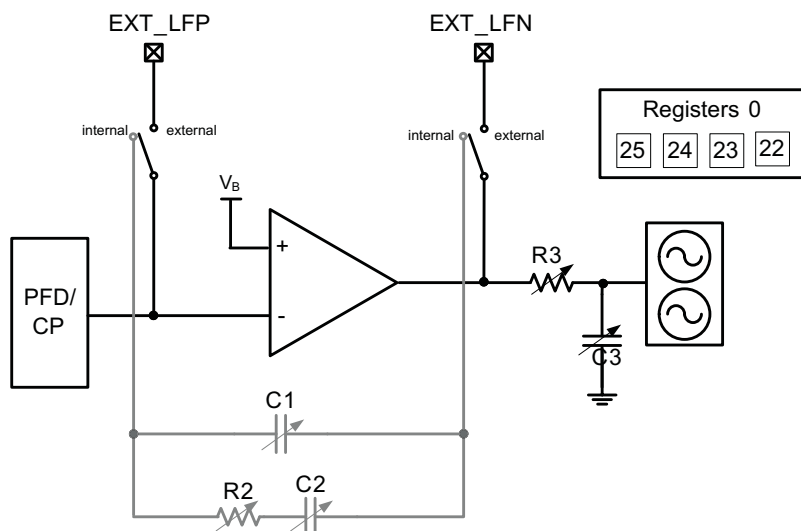 EXT_LFP
EXT_LFN
internal
external
internal
external
Registers 0
25 24 23 22
VB
+
-
PFD/
CP
R3
C3
C1
R2
C2